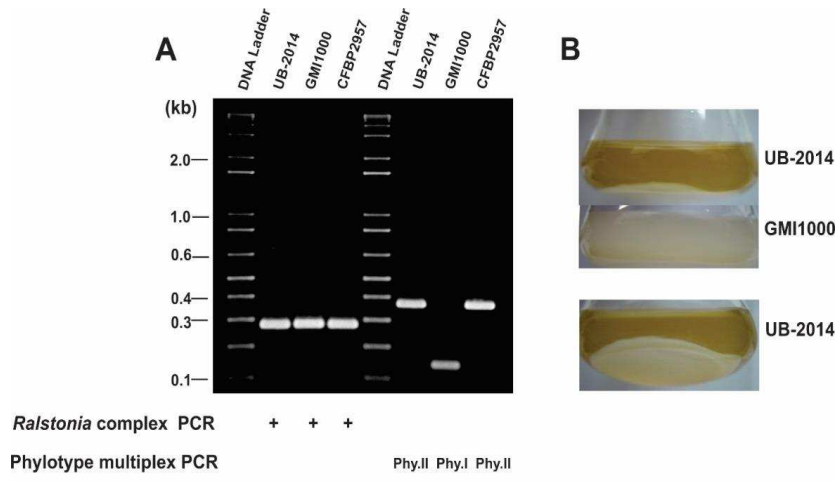 A
B
DNA Ladder
UB-2014
GMI1000
CFBP2957
DNA Ladder
UB-2014
GMI1000
CFBP2957
(kb)
2.0
1.0
0.6
0.4
0.3
0.1
UB-2014
GMI1000
UB-2014
Ralstonia complex PCR + + +
Phylotype multiplex PCR Phy.II Phy.I Phy.II